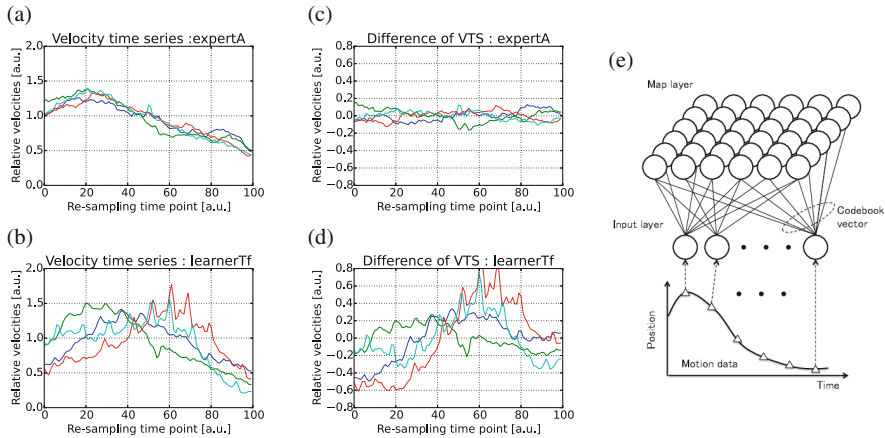 (a)
Velocity time series :expertA
Relative velocities [a.u.]
2.0
1.5
1.0
0.5
0.0
0 20 40 60 80 100
Re-sampling time point [a.u.]
(c)
Difference of VTS : expertA
Relative velocities [a.u.]
0.8
0.6
0.4
0.2
0.0
−0.2
−0.4
−0.6
−0.8
0 20 40 60 80 100
Re-sampling time point [a.u.]
(b)
Velocity time series : learnerTf
Relative velocities [a.u.]
2.0
1.5
1.0
0.5
0.0
0 20 40 60 80 100
Re-sampling time point [a.u.]
(d)
Difference of VTS : learnerTf
Relative velocities [a.u.]
0.8
0.6
0.4
0.2
0.0
−0.2
−0.4
−0.6
−0.8
0 20 40 60 80 100
Re-sampling time point [a.u.]
(e)
Map layer
Input layer
Codebook
vector
Position
Motion data
Time